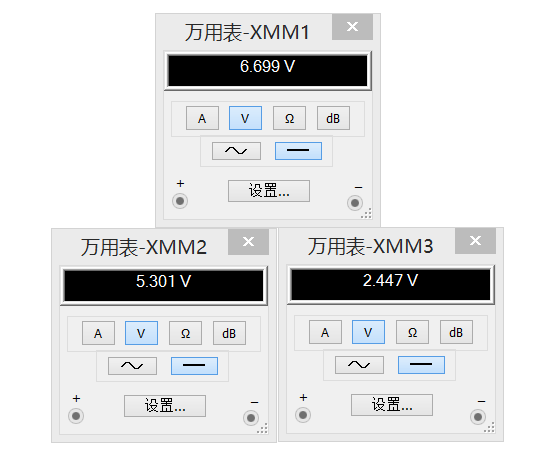 万用表-XMM1
6.699 V
A V Ω dB
+ 设置... −
万用表-XMM2
5.301 V
A V Ω dB
+ 设置... −
万用表-XMM3
2.447 V
A V Ω dB
+ 设置... −